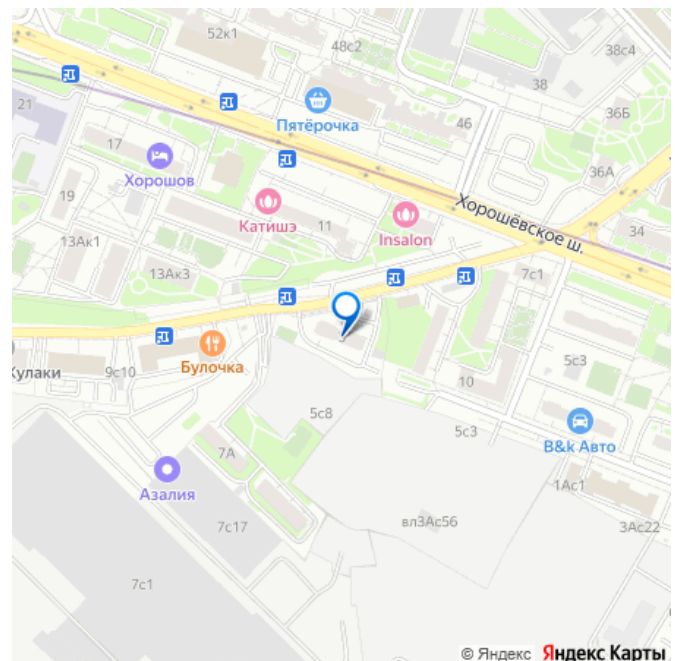 52к1
48с2
38с4
38
21
Пятёрочка
46
36Б
17
Хорошов
36А
19
Катишэ
11
Insalon
Хорошёвское ш.
34
13Ак1
13Ак3
7с1
Булочка
Кулаки
9с10
5с3
10
5с8
5с3
B&k Авто
7А
Азалия
1Ас1
7с17
вл3Ас56
3Ас22
7с1
© Яндекс Яндекс Карты